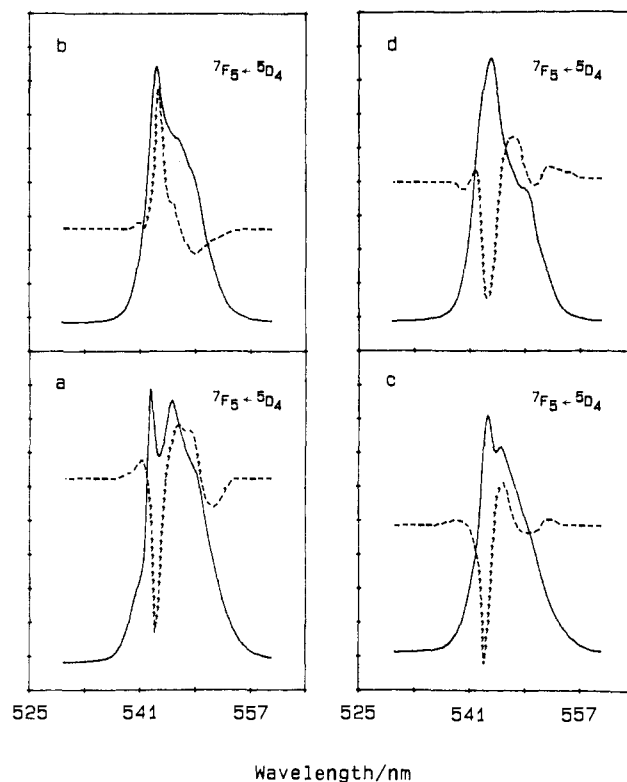 b
⁷F₅ ← ⁵D₄
d
⁷F₅ ← ⁵D₄
a
⁷F₅ ← ⁵D₄
c
⁷F₅ ← ⁵D₄
525 541 557 525 541 557
Wavelength/nm